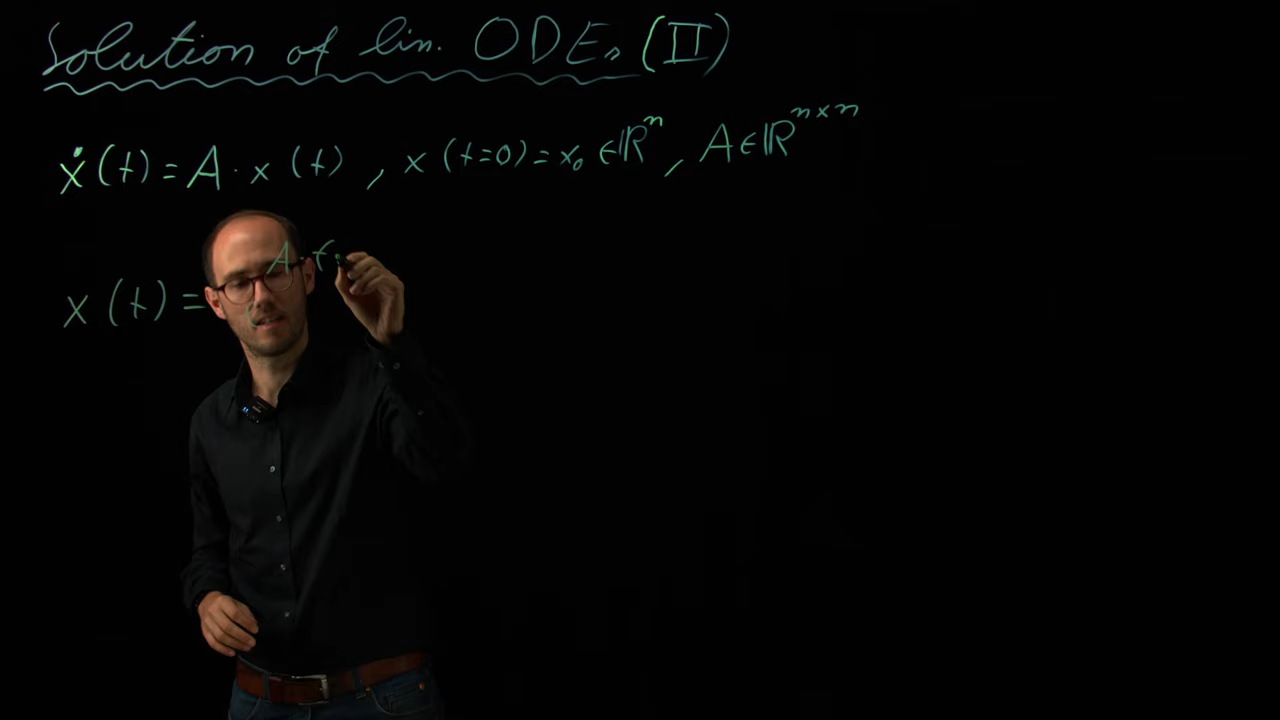 Solution of lin. ODEs (II)
ẋ(t) = A · x(t), x(t=0) = x₀ ∈ ℝⁿ, A ∈ ℝⁿˣⁿ
x(t) = e^{A·t}